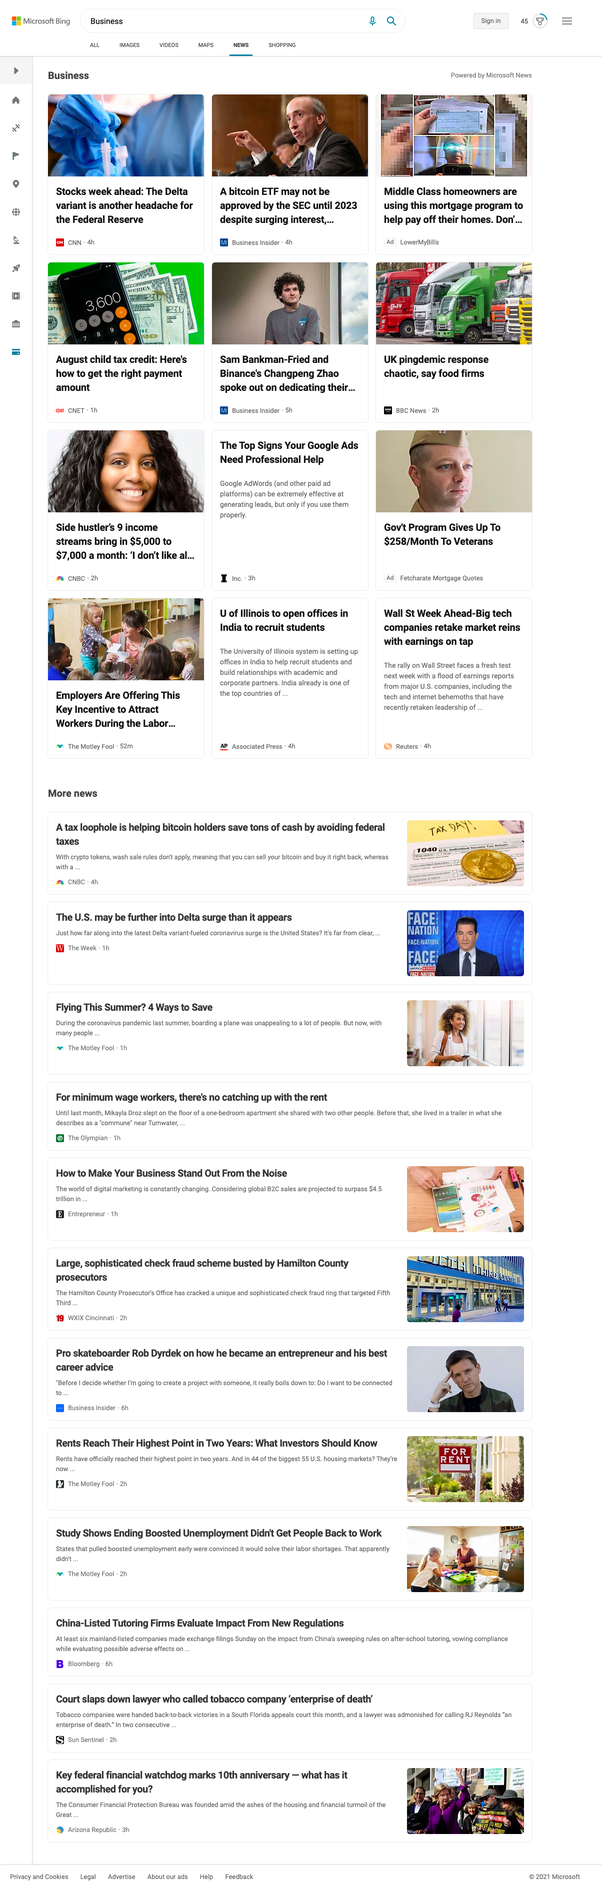 Microsoft Bing
Business
Sign in
45
ALL
IMAGES
VIDEOS
MAPS
NEWS
SHOPPING
Business
Powered by Microsoft News
Stocks week ahead: The Delta
variant is another headache for
the Federal Reserve
CNN · 4h
A bitcoin ETF may not be
approved by the SEC until 2023
despite surging interest,...
Business Insider · 4h
Middle Class homeowners are
using this mortgage program to
help pay off their homes. Don'...
Ad LowerMyBills
3,600
August child tax credit: Here's
how to get the right payment
amount
CNET · 1h
Sam Bankman-Fried and
Binance's Changpeng Zhao
spoke out on dedicating their...
Business Insider · 5h
UK pingdemic response
chaotic, say food firms
BBC News · 2h
Side hustler's 9 income
streams bring in $5,000 to
$7,000 a month: 'I don't like al...
CNBC · 2h
The Top Signs Your Google Ads
Need Professional Help
Google AdWords (and other paid ad
platforms) can be extremely effective at
generating leads, but only if you use them
properly.
Inc. · 3h
Gov't Program Gives Up To
$258/Month To Veterans
Ad Fetcharate Mortgage Quotes
Employers Are Offering This
Key Incentive to Attract
Workers During the Labor...
The Motley Fool · 52m
U of Illinois to open offices in
India to recruit students
The University of Illinois system is setting up
offices in India to help recruit students and
build relationships with academic and
corporate partners. India already is one of
the top countries of ...
AP Associated Press · 4h
Wall St Week Ahead-Big tech
companies retake market reins
with earnings on tap
The rally on Wall Street faces a fresh test
next week with a flood of earnings reports
from major U.S. companies, including the
tech and internet behemoths that have
recently retaken leadership of ...
Reuters · 4h
More news
A tax loophole is helping bitcoin holders save tons of cash by avoiding federal
taxes
With crypto tokens, wash sale rules don't apply, meaning that you can sell your bitcoin and buy it right back, whereas
with a ...
CNBC · 4h
TAX DAY!
1040
The U.S. may be further into Delta surge than it appears
Just how far along into the latest Delta variant-fueled coronavirus surge is the United States? It's far from clear, ...
The Week · 1h
FACE
NATION
Flying This Summer? 4 Ways to Save
During the coronavirus pandemic last summer, boarding a plane was unappealing to a lot of people. But now, with
many people ...
The Motley Fool · 1h
For minimum wage workers, there's no catching up with the rent
Until last month, Mikayla Droz slept on the floor of a one-bedroom apartment she shared with two other people. Before that, she lived in a trailer in what she
describes as a "commune" near Tumwater, ...
The Olympian · 1h
How to Make Your Business Stand Out From the Noise
The world of digital marketing is constantly changing. Considering global B2C sales are projected to surpass $4.5
trillion in ...
Entrepreneur · 1h
Large, sophisticated check fraud scheme busted by Hamilton County
prosecutors
The Hamilton County Prosecutor's Office has cracked a unique and sophisticated check fraud ring that targeted Fifth
Third ...
19 WXIX Cincinnati · 2h
Pro skateboarder Rob Dyrdek on how he became an entrepreneur and his best
career advice
"Before I decide whether I'm going to create a project with someone, it really boils down to: Do I want to be connected
to ...
Business Insider · 6h
Rents Reach Their Highest Point in Two Years: What Investors Should Know
Rents have officially reached their highest point in two years. And in 44 of the biggest 55 U.S. housing markets? They're
now ...
The Motley Fool · 2h
FOR
RENT
Study Shows Ending Boosted Unemployment Didn't Get People Back to Work
States that pulled boosted unemployment early were convinced it would solve their labor shortages. That apparently
didn't ...
The Motley Fool · 2h
China-Listed Tutoring Firms Evaluate Impact From New Regulations
At least six mainland-listed companies made exchange filings Sunday on the impact from China's sweeping rules on after-school tutoring, vowing compliance
while evaluating possible adverse effects on ...
Bloomberg · 6h
Court slaps down lawyer who called tobacco company 'enterprise of death'
Tobacco companies were handed back-to-back victories in a South Florida appeals court this month, and a lawyer was admonished for calling RJ Reynolds "an
enterprise of death." In two consecutive ...
Sun Sentinel · 2h
Key federal financial watchdog marks 10th anniversary — what has it
accomplished for you?
The Consumer Financial Protection Bureau was founded amid the ashes of the housing and financial turmoil of the
Great ...
Arizona Republic · 3h
Privacy and Cookies
Legal
Advertise
About our ads
Help
Feedback
© 2021 Microsoft